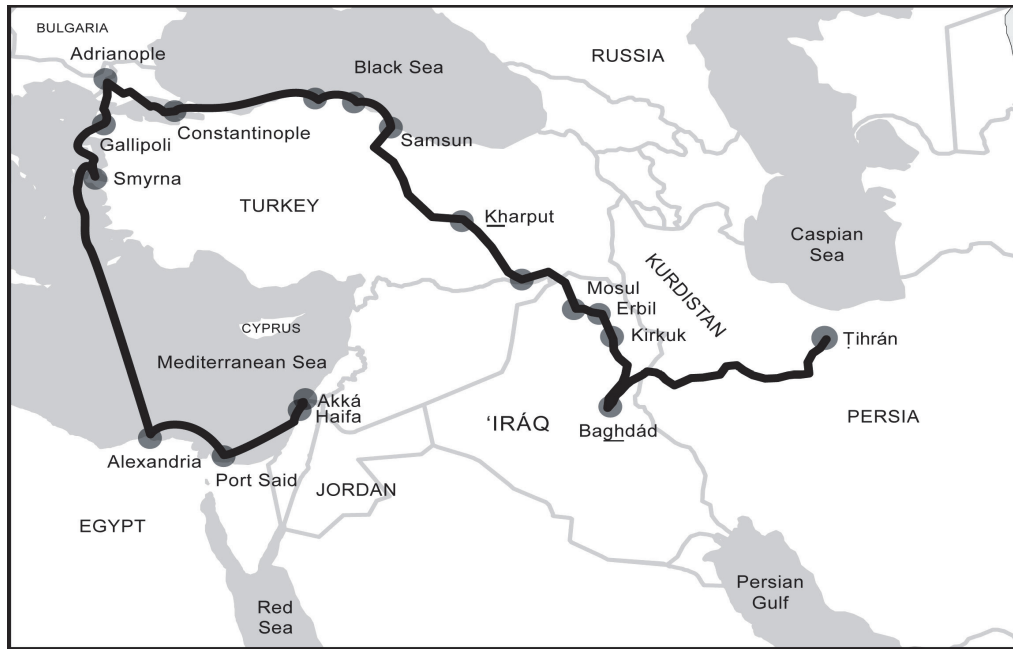 BULGARIA
Adrianople
Black Sea
RUSSIA
Constantinople
Gallipoli
Samsun
Smyrna
TURKEY
Kharput
Caspian
Sea
KURDISTAN
Mosul
Erbil
Kirkuk
CYPRUS
Ṭihrán
Mediterranean Sea
Akká
Haifa
PERSIA
‘IRÁQ
Baghdád
Alexandria
Port Said
JORDAN
EGYPT
Persian
Gulf
Red
Sea